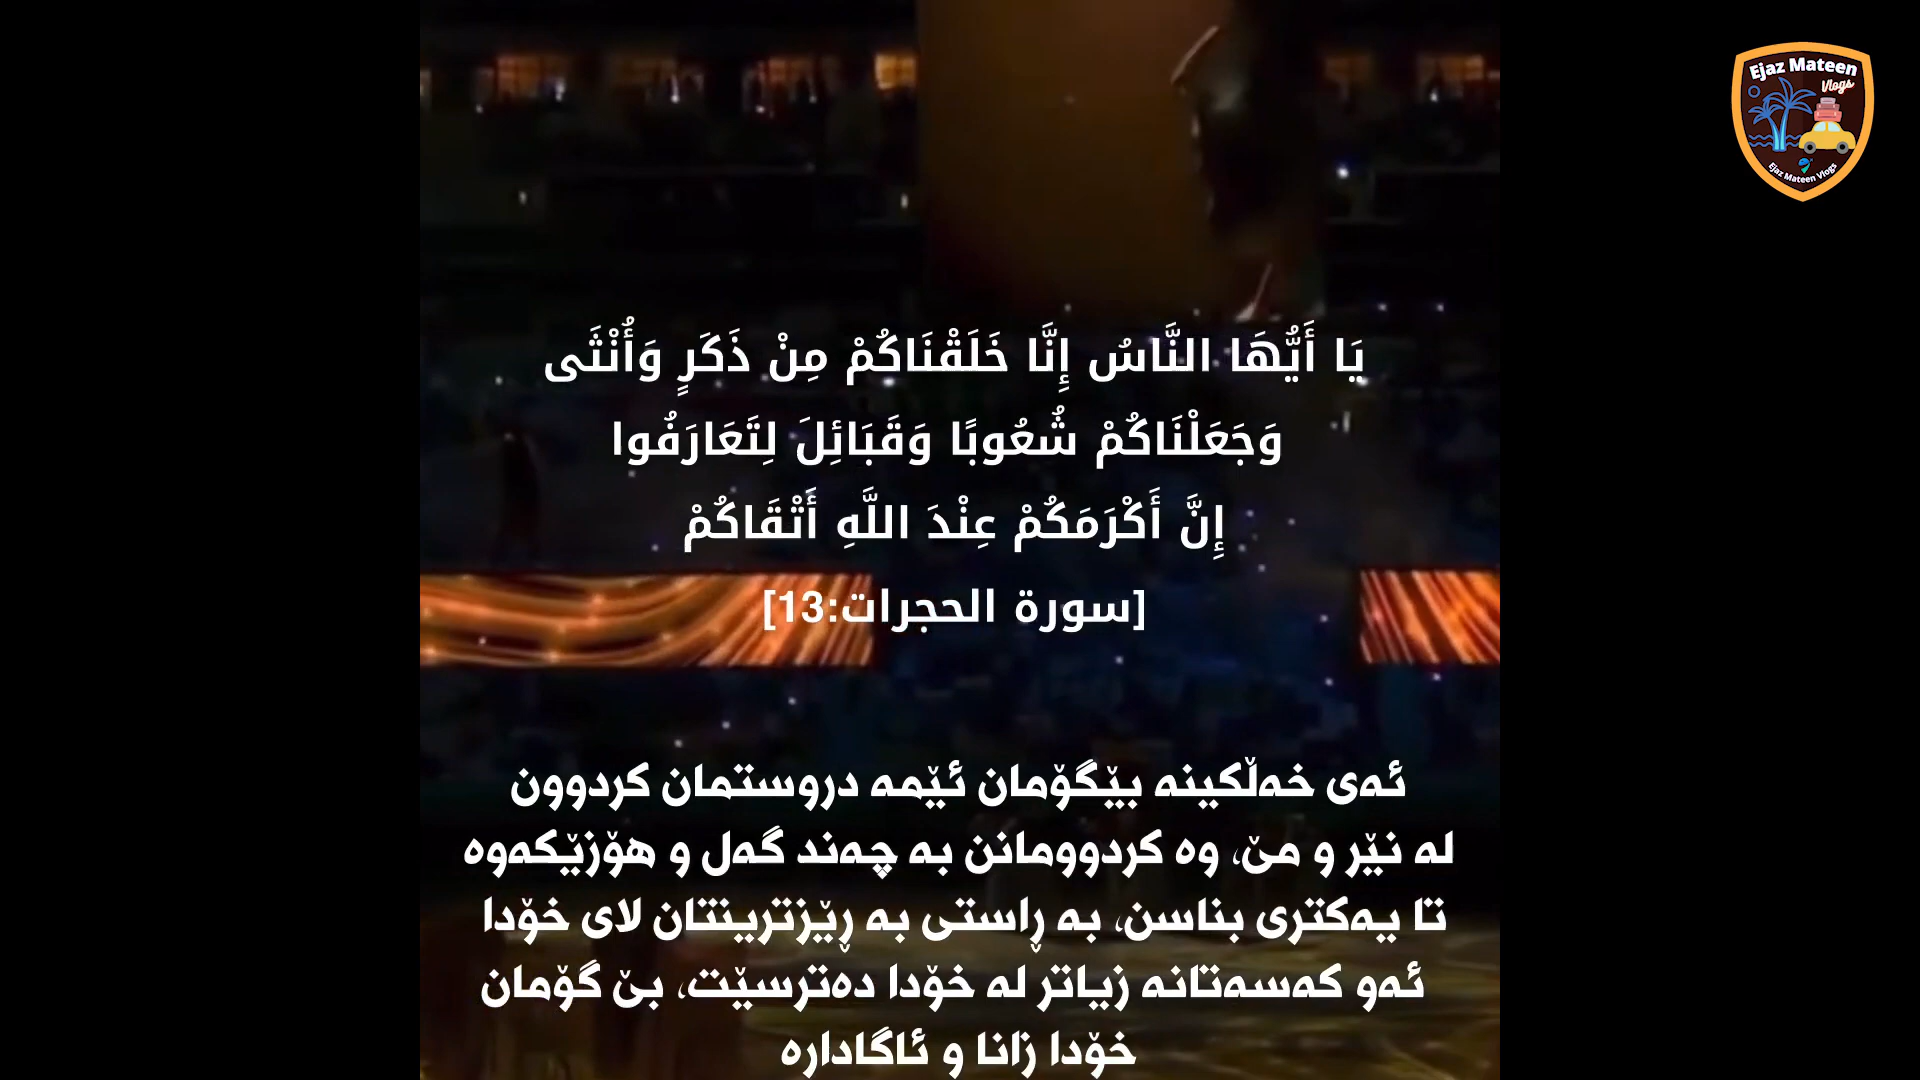 Ejaz Mateen
Vlogs
Ejaz Mateen Vlogs
يَا أَيُّهَا النَّاسُ إِنَّا خَلَقْنَاكُمْ مِنْ ذَكَرٍ وَأُنْثَى
وَجَعَلْنَاكُمْ شُعُوبًا وَقَبَائِلَ لِتَعَارَفُوا
إِنَّ أَكْرَمَكُمْ عِنْدَ اللَّهِ أَتْقَاكُمْ
[سورة الحجرات:13]
ئەی خەڵکینە بێگۆمان ئێمە دروستمان کردوون
لە نێر و مێ، وە کردوومانن بە چەند گەل و هۆزێکەوە
تا یەکتری بناسن، بە ڕاستی بە ڕێزترینتان لای خۆدا
ئەو کەسەتانە زیاتر لە خۆدا دەترسێت، بێ گۆمان
خۆدا زانا و ئاگادارە